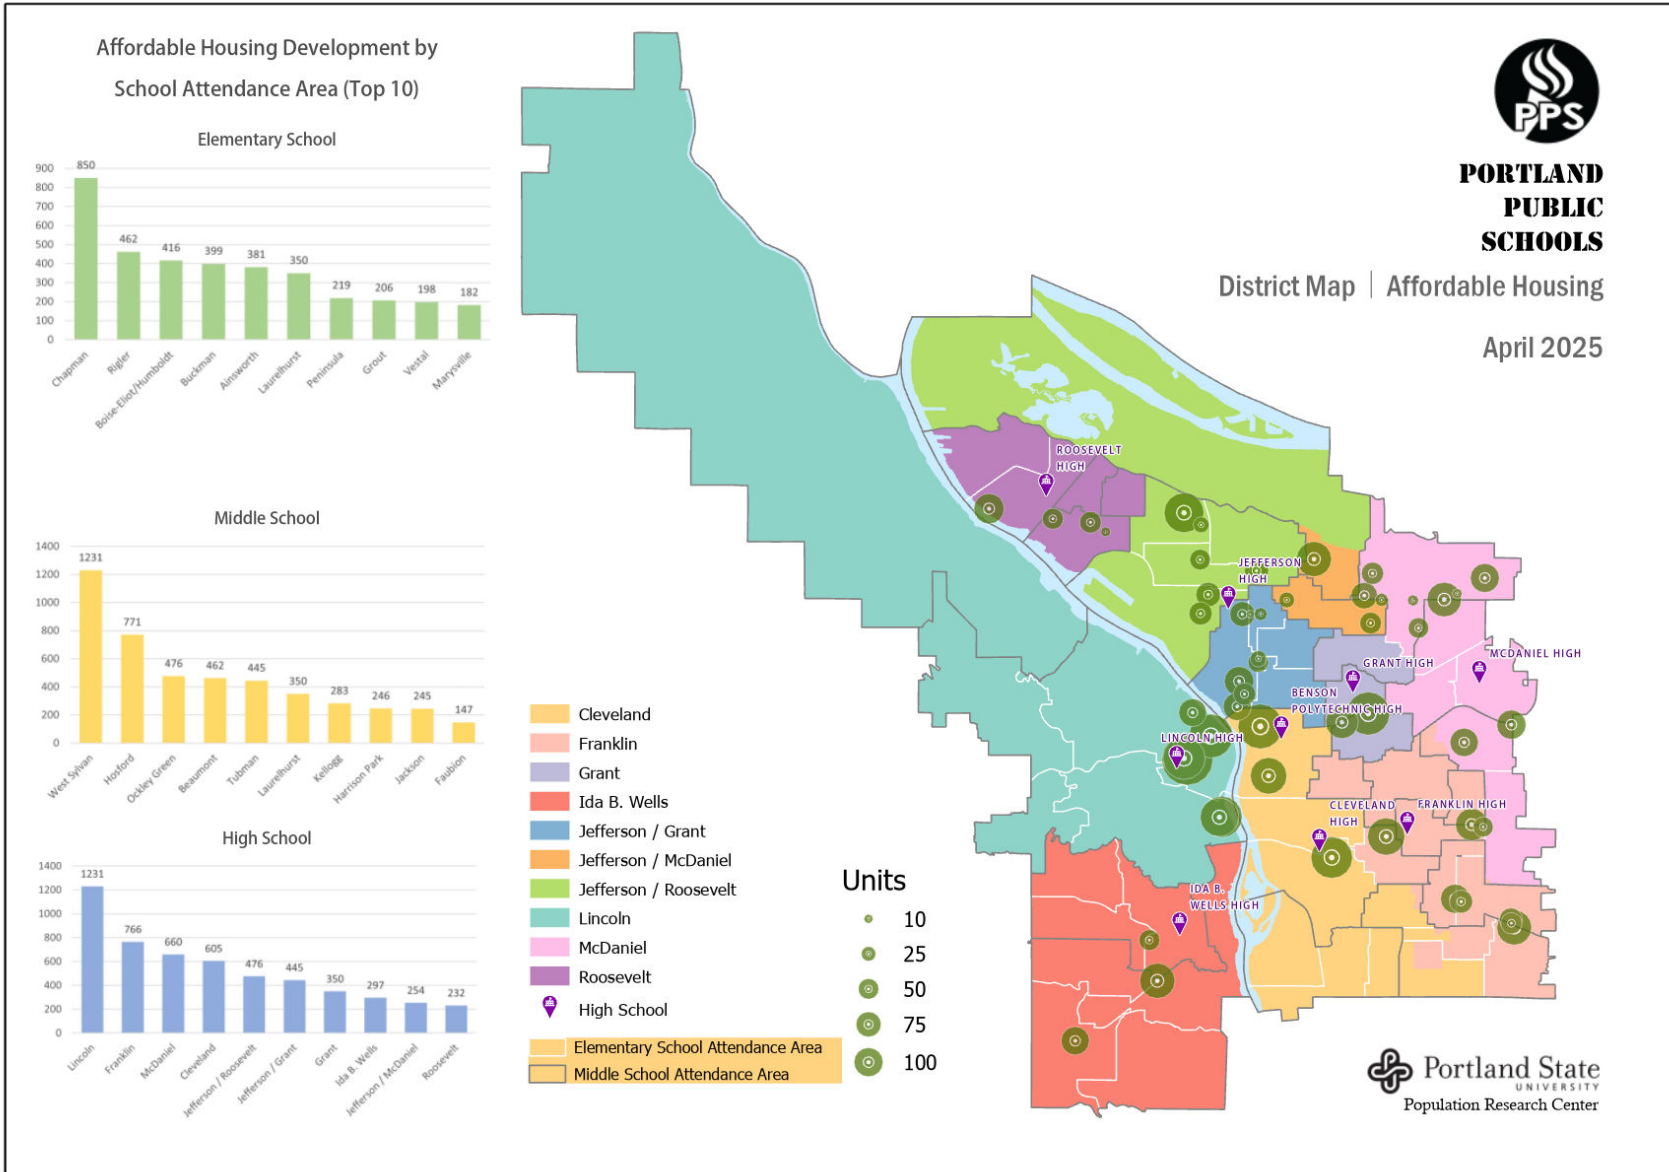 Affordable Housing Development by
School Attendance Area (Top 10)
Elementary School
900
800
700
600
500
400
300
200
100
0
850
462
416
399
381
350
219
206
198
182
Chapman
Rigler
Boise-Eliot/Humboldt
Buckman
Ainsworth
Laurelhurst
Peninsula
Grout
Vestal
Marysville
Middle School
1400
1200
1000
800
600
400
200
0
1231
771
476
462
445
350
283
246
245
147
West Sylvan
Hosford
Ockley Green
Beaumont
Tubman
Laurelhurst
Kellogg
Harrison Park
Jackson
Faubion
High School
1400
1200
1000
800
600
400
200
0
1231
766
660
605
476
445
350
297
254
232
Lincoln
Franklin
McDaniel
Cleveland
Jefferson / Roosevelt
Jefferson / Grant
Grant
Ida B. Wells
Jefferson / McDaniel
Roosevelt
PPS
PORTLAND
PUBLIC
SCHOOLS
District Map | Affordable Housing
April 2025
ROOSEVELT
HIGH
JEFFERSON
HIGH
GRANT HIGH
MCDANIEL HIGH
BENSON
POLYTECHNIC HIGH
LINCOLN HIGH
CLEVELAND
HIGH
FRANKLIN HIGH
IDA B.
WELLS HIGH
Cleveland
Franklin
Grant
Ida B. Wells
Jefferson / Grant
Jefferson / McDaniel
Jefferson / Roosevelt
Lincoln
McDaniel
Roosevelt
High School
Elementary School Attendance Area
Middle School Attendance Area
Units
10
25
50
75
100
Portland State
UNIVERSITY
Population Research Center